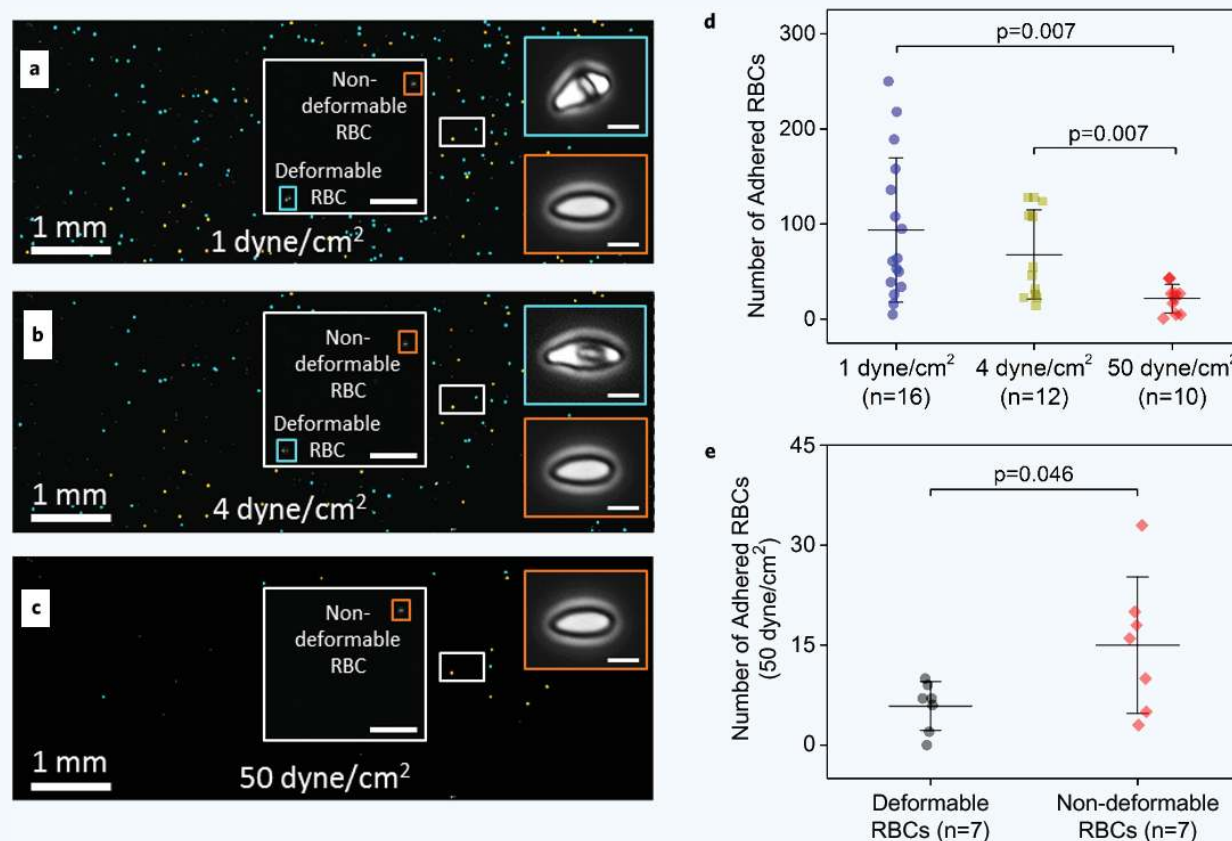 a
Non-
deformable
RBC
Deformable
RBC
1 mm
1 dyne/cm²
b
Non-
deformable
RBC
Deformable
RBC
1 mm
4 dyne/cm²
c
Non-
deformable
RBC
1 mm
50 dyne/cm²
d
Number of Adhered RBCs
300
200
100
0
p=0.007
p=0.007
1 dyne/cm²
(n=16)
4 dyne/cm²
(n=12)
50 dyne/cm²
(n=10)
e
Number of Adhered RBCs
(50 dyne/cm²)
45
30
15
0
p=0.046
Deformable
RBCs (n=7)
Non-deformable
RBCs (n=7)